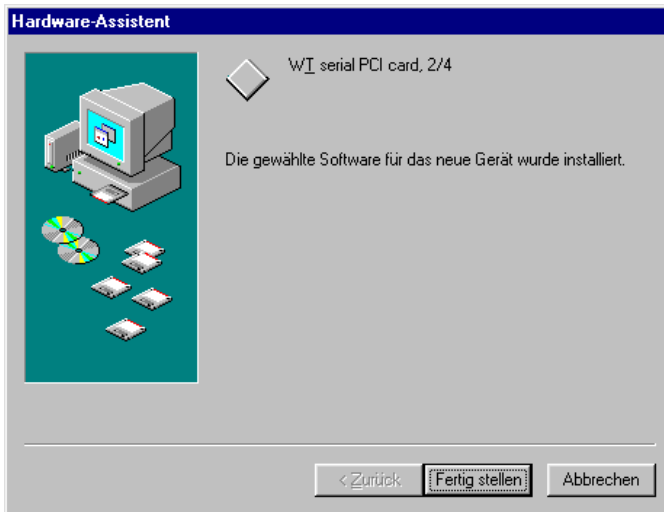 Hardware-Assistent
WT serial PCI card, 2/4
Die gewählte Software für das neue Gerät wurde installiert.
< Zurück
Fertig stellen
Abbrechen